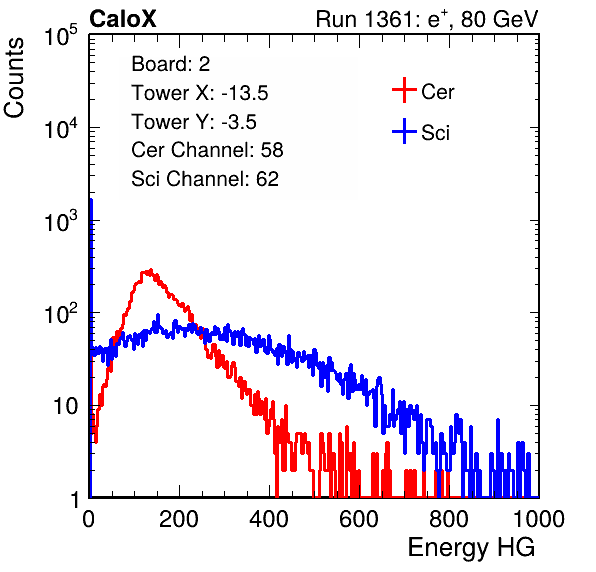 CaloX Run 1361: e⁺, 80 GeV
Counts
10⁵
10⁴
10³
10²
10
1
Board: 2
Tower X: -13.5
Tower Y: -3.5
Cer Channel: 58
Sci Channel: 62
Cer
Sci
0 200 400 600 800 1000
Energy HG